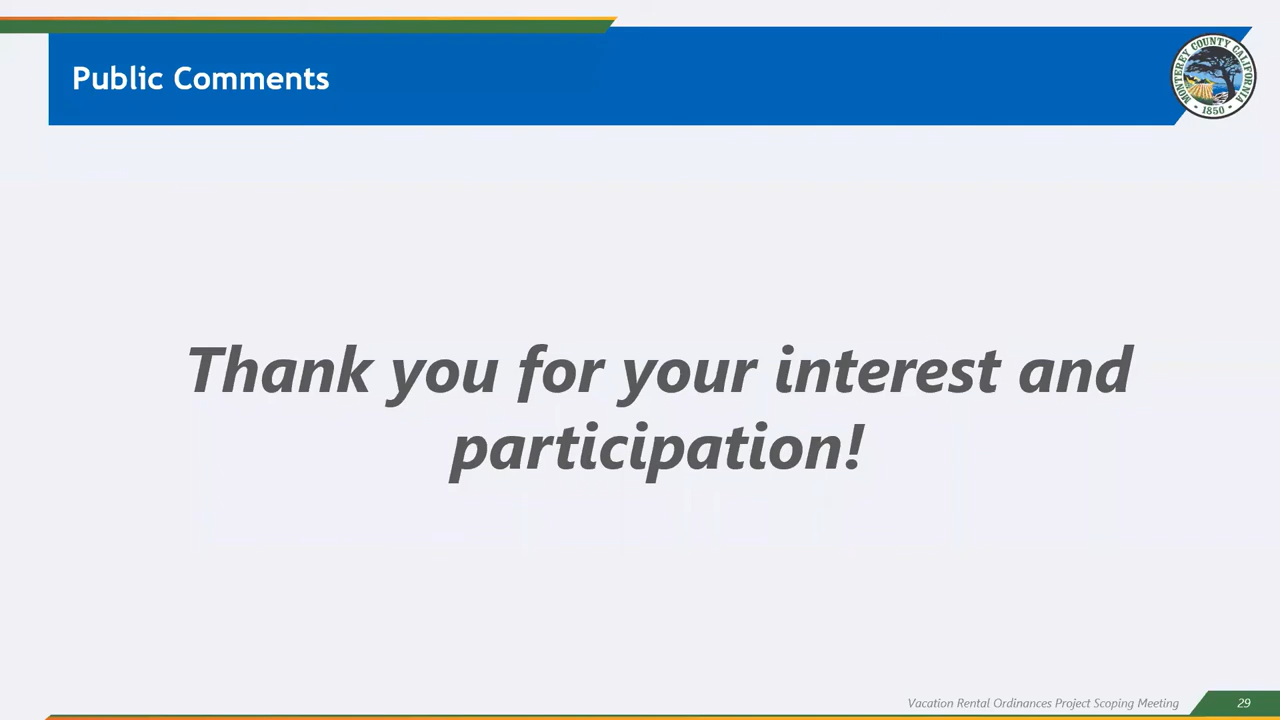 Public Comments
MONTEREY COUNTY CALIFORNIA
• 1850 •
Thank you for your interest and
participation!
Vacation Rental Ordinances Project Scoping Meeting
29